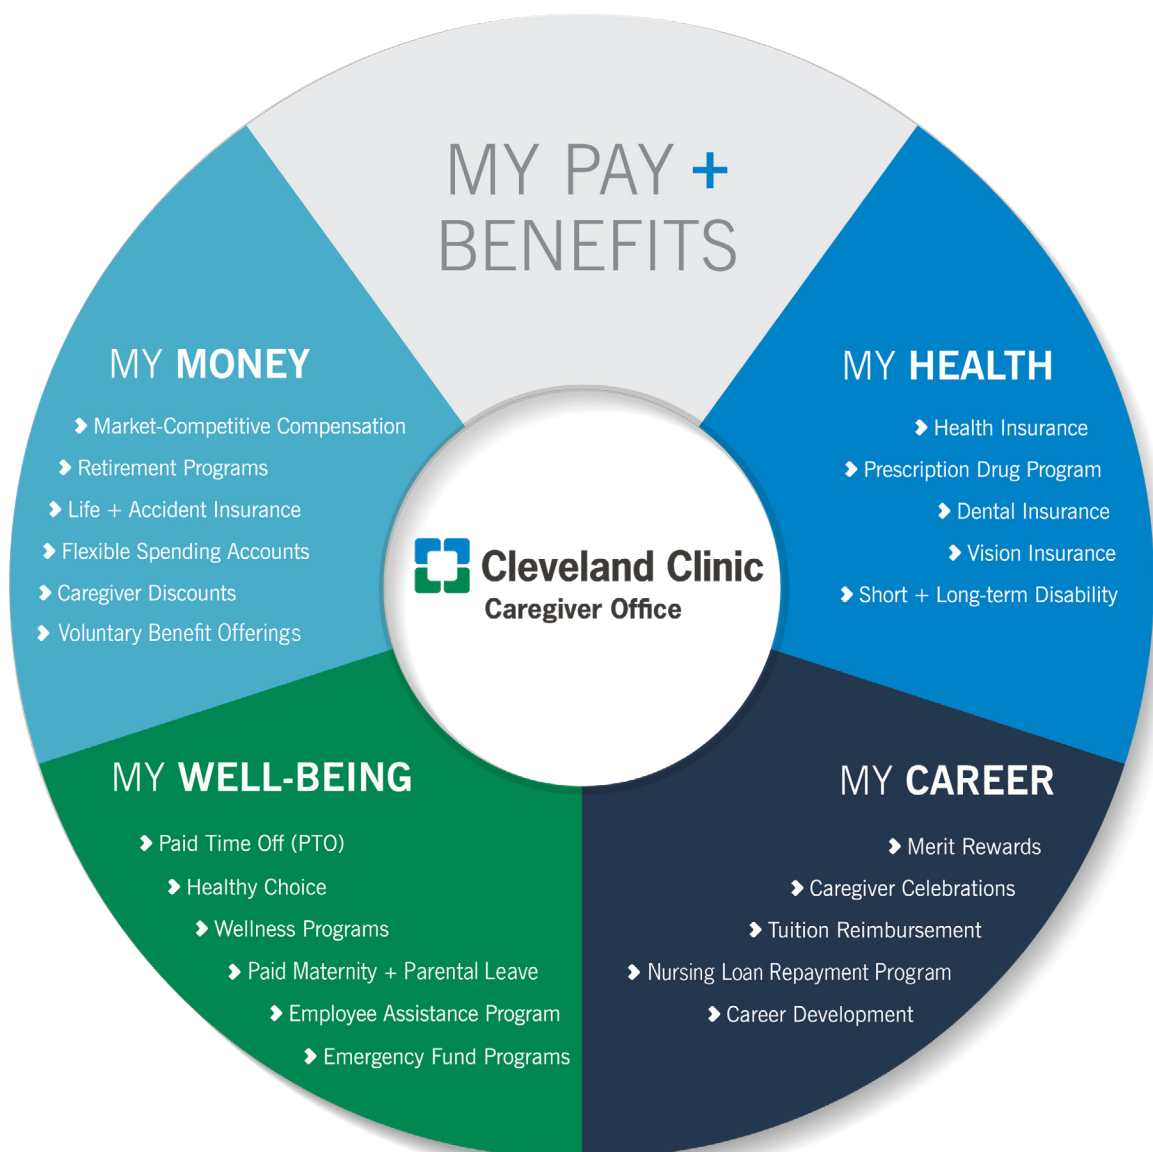 MY PAY +
BENEFITS
MY MONEY
Market-Competitive Compensation
Retirement Programs
Life + Accident Insurance
Flexible Spending Accounts
Caregiver Discounts
Voluntary Benefit Offerings
MY HEALTH
Health Insurance
Prescription Drug Program
Dental Insurance
Vision Insurance
Short + Long-term Disability
Cleveland Clinic
Caregiver Office
MY WELL-BEING
Paid Time Off (PTO)
Healthy Choice
Wellness Programs
Paid Maternity + Parental Leave
Employee Assistance Program
Emergency Fund Programs
MY CAREER
Merit Rewards
Caregiver Celebrations
Tuition Reimbursement
Nursing Loan Repayment Program
Career Development